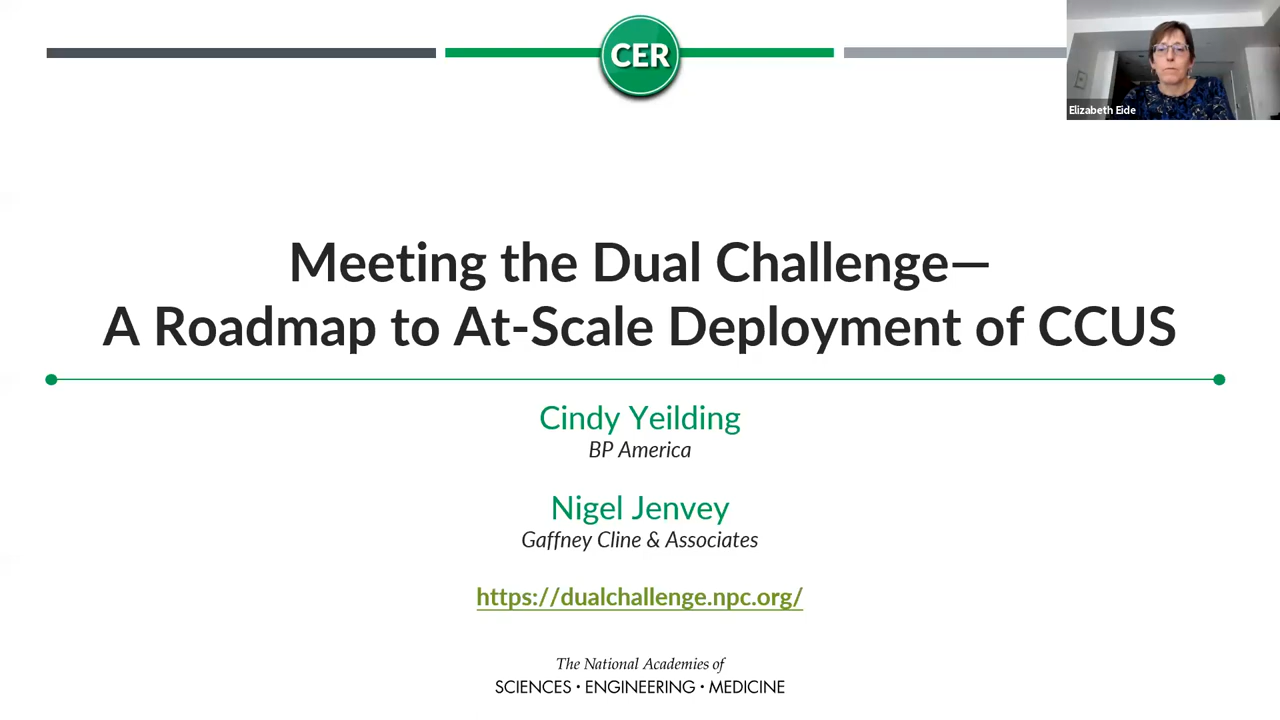 CER
Elizabeth Eide
Meeting the Dual Challenge—
A Roadmap to At-Scale Deployment of CCUS
Cindy Yeilding
BP America
Nigel Jenvey
Gaffney Cline & Associates
https://dualchallenge.npc.org/
The National Academies of
SCIENCES · ENGINEERING · MEDICINE